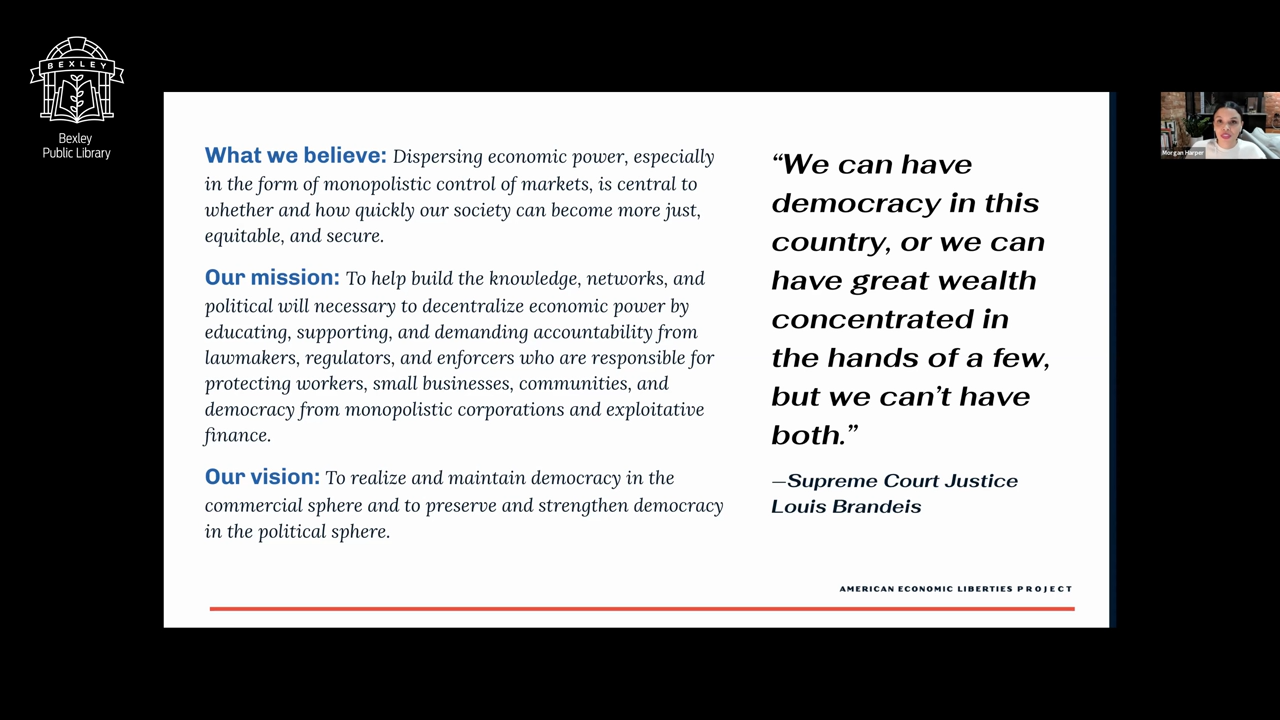 BEXLEY
Bexley
Public Library
What we believe: Dispersing economic power, especially
in the form of monopolistic control of markets, is central to
whether and how quickly our society can become more just,
equitable, and secure.
Our mission: To help build the knowledge, networks, and
political will necessary to decentralize economic power by
educating, supporting, and demanding accountability from
lawmakers, regulators, and enforcers who are responsible for
protecting workers, small businesses, communities, and
democracy from monopolistic corporations and exploitative
finance.
Our vision: To realize and maintain democracy in the
commercial sphere and to preserve and strengthen democracy
in the political sphere.
“We can have
democracy in this
country, or we can
have great wealth
concentrated in
the hands of a few,
but we can’t have
both.”
—Supreme Court Justice
Louis Brandeis
AMERICAN ECONOMIC LIBERTIES PROJECT
Morgan Harper